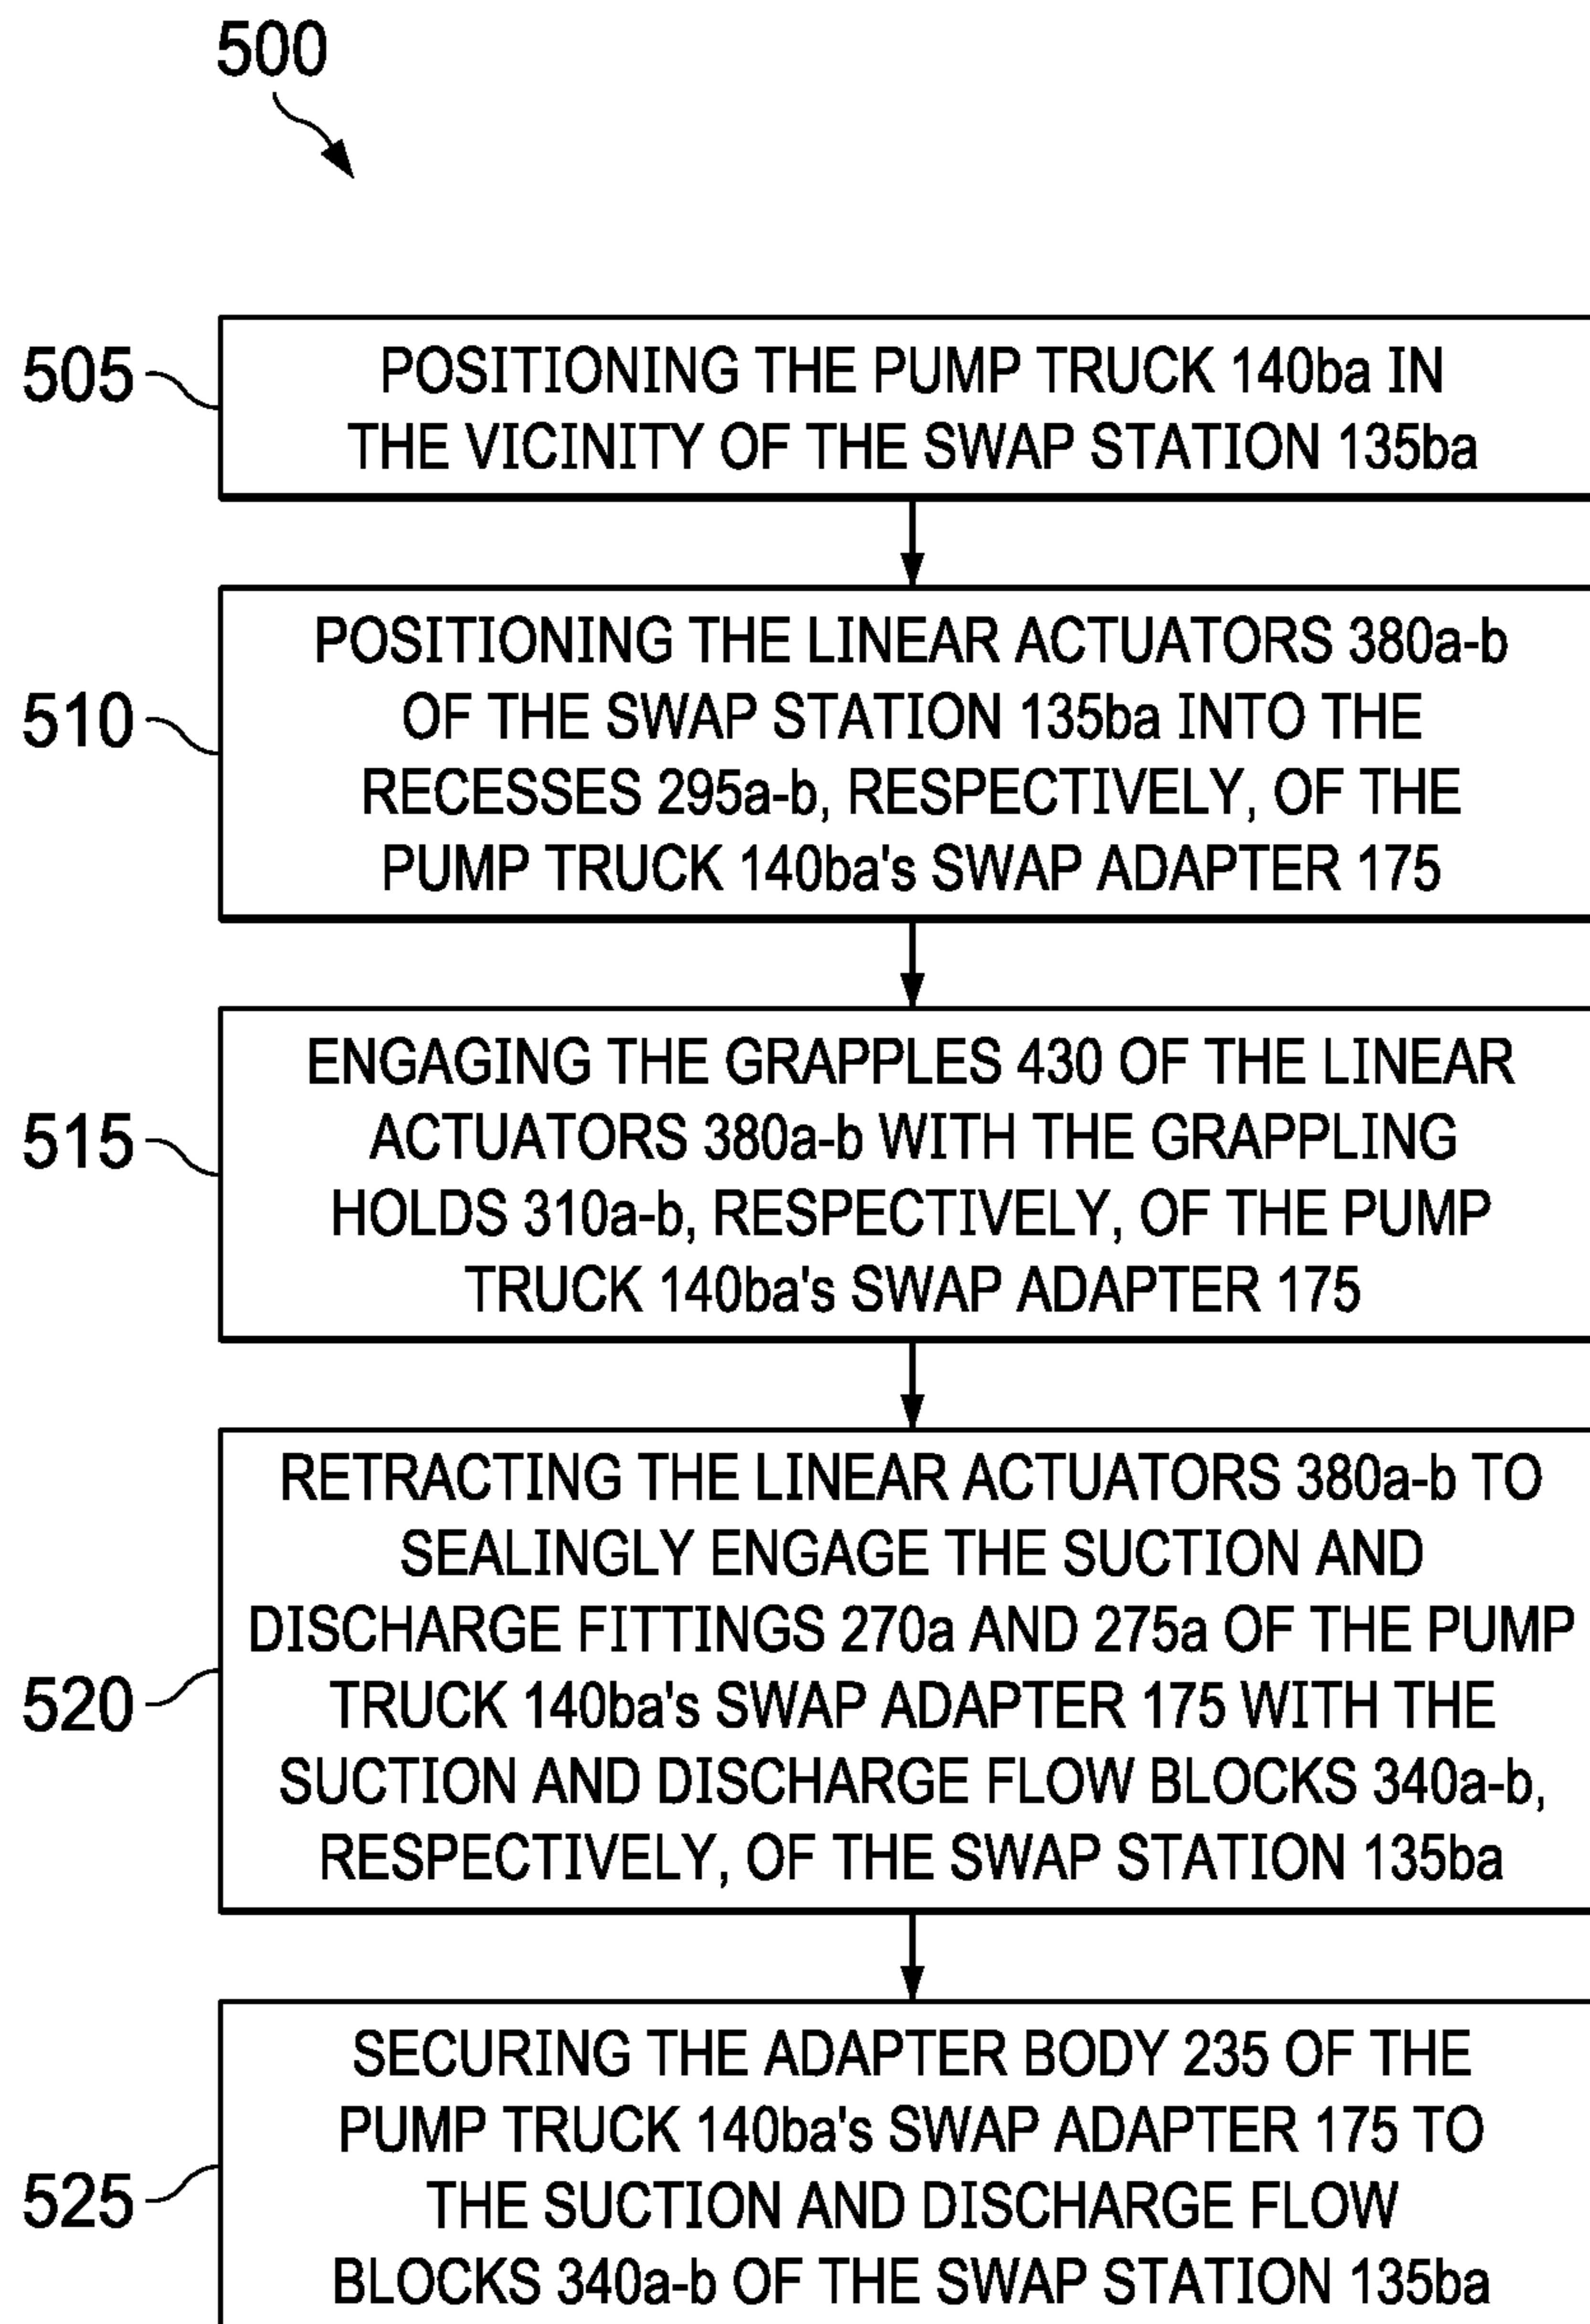 500
505
POSITIONING THE PUMP TRUCK 140ba IN
THE VICINITY OF THE SWAP STATION 135ba
510
POSITIONING THE LINEAR ACTUATORS 380a-b
OF THE SWAP STATION 135ba INTO THE
RECESSES 295a-b, RESPECTIVELY, OF THE
PUMP TRUCK 140ba's SWAP ADAPTER 175
515
ENGAGING THE GRAPPLES 430 OF THE LINEAR
ACTUATORS 380a-b WITH THE GRAPPLING
HOLDS 310a-b, RESPECTIVELY, OF THE PUMP
TRUCK 140ba's SWAP ADAPTER 175
520
RETRACTING THE LINEAR ACTUATORS 380a-b TO
SEALINGLY ENGAGE THE SUCTION AND
DISCHARGE FITTINGS 270a AND 275a OF THE PUMP
TRUCK 140ba's SWAP ADAPTER 175 WITH THE
SUCTION AND DISCHARGE FLOW BLOCKS 340a-b,
RESPECTIVELY, OF THE SWAP STATION 135ba
525
SECURING THE ADAPTER BODY 235 OF THE
PUMP TRUCK 140ba's SWAP ADAPTER 175 TO
THE SUCTION AND DISCHARGE FLOW
BLOCKS 340a-b OF THE SWAP STATION 135ba